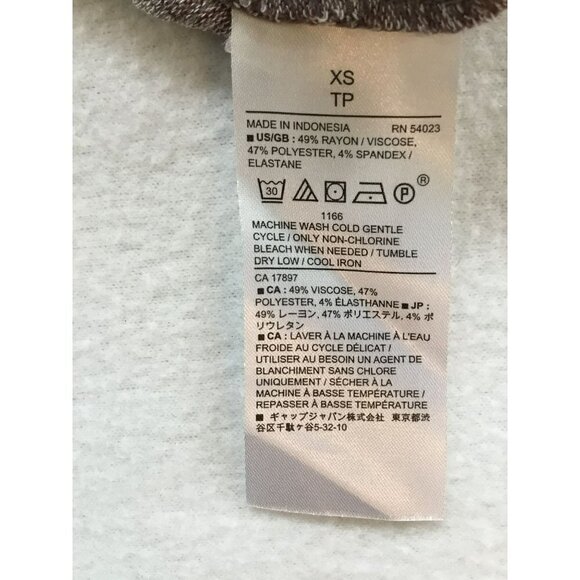 XS
TP
MADE IN INDONESIA RN 54023
■ US/GB : 49% RAYON / VISCOSE,
47% POLYESTER, 4% SPANDEX /
ELASTANE
30 P ®
1166
MACHINE WASH COLD GENTLE
CYCLE / ONLY NON-CHLORINE
BLEACH WHEN NEEDED / TUMBLE
DRY LOW / COOL IRON
CA 17897
■ CA : 49% VISCOSE, 47%
POLYESTER, 4% ÉLASTHANNE ■ JP :
49% レーヨン, 47% ポリエステル, 4% ポ
リウレタン
■ CA : LAVER À LA MACHINE À L'EAU
FROIDE AU CYCLE DÉLICAT /
UTILISER AU BESOIN UN AGENT DE
BLANCHIMENT SANS CHLORE
UNIQUEMENT / SÉCHER À LA
MACHINE À BASSE TEMPÉRATURE /
REPASSER À BASSE TEMPÉRATURE
■ ギャップジャパン株式会社 東京都渋
谷区千駄ヶ谷5-32-10